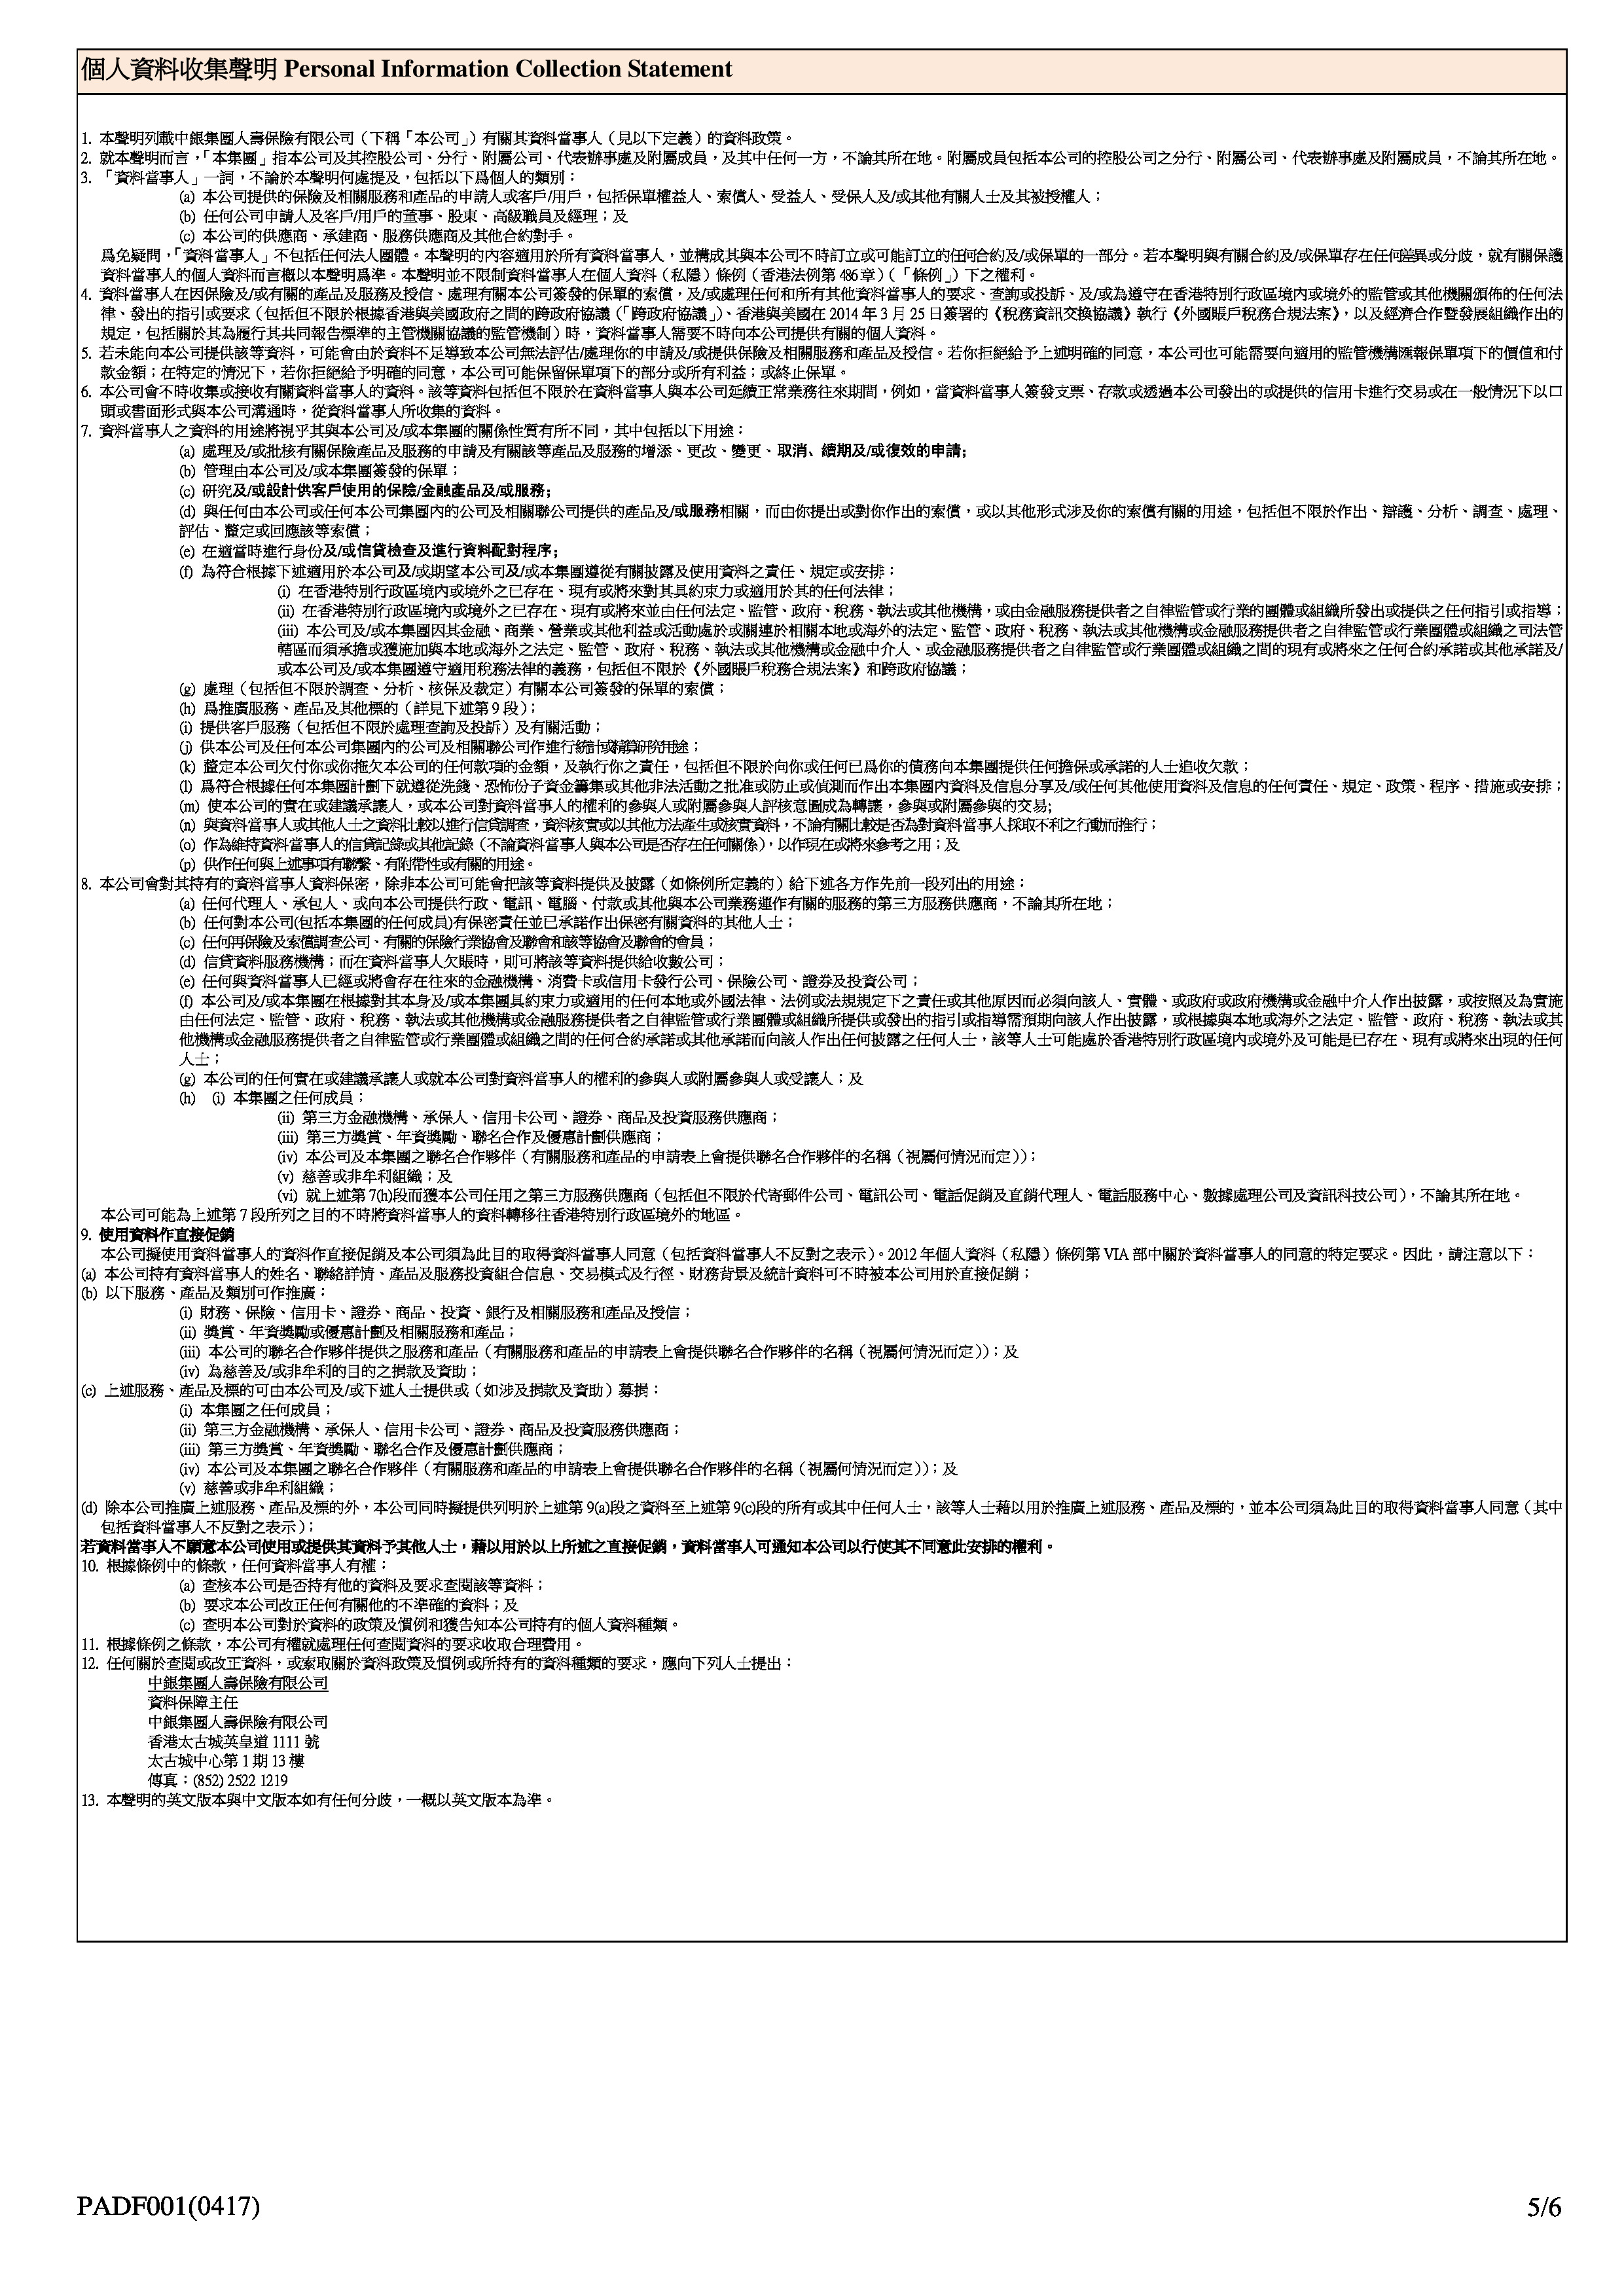 個人資料收集聲明 Personal Information Collection Statement
1. 本聲明列載中銀集團人壽保險有限公司（下稱「本公司」）有關其資料當事人（見以下定義）的資料政策。
2. 就本聲明而言，「本集團」指本公司及其控股公司、分行、附屬公司、代表辦事處及附屬成員，及其中任何一方，不論其所在地。附屬成員包括本公司的控股公司之分行、附屬公司、代表辦事處及附屬成員，不論其所在地。
3. 「資料當事人」一詞，不論於本聲明何處提及，包括以下爲個人的類別：
(a) 本公司提供的保險及相關服務和產品的申請人或客戶/用戶，包括保單權益人、索償人、受益人、受保人及/或其他有關人士及其被授權人；
(b) 任何公司申請人及客戶/用戶的董事、股東、高級職員及經理；及
(c) 本公司的供應商、承建商、服務供應商及其他合約對手。
爲免疑問，「資料當事人」不包括任何法人團體。本聲明的內容適用於所有資料當事人，並構成其與本公司不時訂立或可能訂立的任何合約及/或保單的一部分。若本聲明與有關合約及/或保單存在任何差異或分歧，就有關保護
資料當事人的個人資料而言概以本聲明爲準。本聲明並不限制資料當事人在個人資料（私隱）條例（香港法例第 486 章）（「條例」）下之權利。
4. 資料當事人在因保險及/或有關的產品及服務及授信、處理有關本公司簽發的保單的索償，及/或處理任何和所有其他資料當事人的要求、查詢或投訴、及/或為遵守在香港特別行政區境內或境外的監管或其他機關頒佈的任何法
律、發出的指引或要求（包括但不限於根據香港與美國政府之間的跨政府協議（「跨政府協議」）、香港與美國在 2014 年 3 月 25 日簽署的《稅務資訊交換協議》執行《外國賬戶稅務合規法案》，以及經濟合作暨發展組織作出的
規定，包括關於其為履行其共同報告標準的主管機關協議的監管機制）時，資料當事人需要不時向本公司提供有關的個人資料。
5. 若未能向本公司提供該等資料，可能會由於資料不足導致本公司無法評估/處理你的申請及/或提供保險及相關服務和產品及授信。若你拒絕給予上述明確的同意，本公司也可能需要向適用的監管機構匯報保單項下的價值和付
款金額；在特定的情況下，若你拒絕給予明確的同意，本公司可能保留保單項下的部分或所有利益；或終止保單。
6. 本公司會不時收集或接收有關資料當事人的資料。該等資料包括但不限於在資料當事人與本公司延續正常業務往來期間，例如，當資料當事人簽發支票、存款或透過本公司發出的或提供的信用卡進行交易或在一般情況下以口
頭或書面形式與本公司溝通時，從資料當事人所收集的資料。
7. 資料當事人之資料的用途將視乎其與本公司及/或本集團的關係性質有所不同，其中包括以下用途：
(a) 處理及/或批核有關保險產品及服務的申請及有關該等產品及服務的增添、更改、變更、取消、續期及/或復效的申請；
(b) 管理由本公司及/或本集團簽發的保單；
(c) 研究及/或設計供客戶使用的保險/金融產品及/或服務；
(d) 與任何由本公司或任何本公司集團內的公司及相關聯公司提供的產品及/或服務相關，而由你提出或對你作出的索償，或以其他形式涉及你的索償有關的用途，包括但不限於作出、辯護、分析、調查、處理、
評估、釐定或回應該等索償；
(e) 在適當時進行身份及/或信貸檢查及進行資料配對程序；
(f) 為符合根據下述適用於本公司及/或期望本公司及/或本集團遵從有關披露及使用資料之責任、規定或安排：
(i) 在香港特別行政區境內或境外之已存在、現有或將來對其具約束力或適用於其的任何法律；
(ii) 在香港特別行政區境內或境外之已存在、現有或將來並由任何法定、監管、政府、稅務、執法或其他機構，或由金融服務提供者之自律監管或行業的團體或組織所發出或提供之任何指引或指導；
(iii) 本公司及/或本集團因其金融、商業、營業或其他利益或活動處於或關連於相關本地或海外的法定、監管、政府、稅務、執法或其他機構或金融服務提供者之自律監管或行業團體或組織之司法管
轄區而須承擔或獲施加與本地或海外之法定、監管、政府、稅務、執法或其他機構或金融中介人、或金融服務提供者之自律監管或行業團體或組織之間的現有或將來之任何合約承諾或其他承諾及/
或本公司及/或本集團遵守適用稅務法律的義務，包括但不限於《外國賬戶稅務合規法案》和跨政府協議；
(g) 處理（包括但不限於調查、分析、核保及裁定）有關本公司簽發的保單的索償；
(h) 爲推廣服務、產品及其他標的（詳見下述第 9 段）；
(i) 提供客戶服務（包括但不限於處理查詢及投訴）及有關活動；
(j) 供本公司及任何本公司集團內的公司及相關聯公司作進行統計或精算研究用途；
(k) 釐定本公司欠付你或你拖欠本公司的任何款項的金額，及執行你之責任，包括但不限於向你或任何已爲你的債務向本集團提供任何擔保或承諾的人士追收欠款；
(l) 爲符合根據任何本集團計劃下就遵從洗錢、恐怖份子資金籌集或其他非法活動之批准或防止或偵測而作出本集團內資料及信息分享及/或任何其他使用資料及信息的任何責任、規定、政策、程序、措施或安排；
(m) 使本公司的實在或建議承讓人，或本公司對資料當事人的權利的參與人或附屬參與人評核意圖成為轉讓，參與或附屬參與的交易;
(n) 與資料當事人或其他人士之資料比較以進行信貸調查，資料核實或以其他方法產生或核實資料，不論有關比較是否為對資料當事人採取不利之行動而推行；
(o) 作為維持資料當事人的信貸記錄或其他記錄（不論資料當事人與本公司是否存在任何關係），以作現在或將來參考之用；及
(p) 供作任何與上述事項有聯繫、有附帶性或有關的用途。
8. 本公司會對其持有的資料當事人資料保密，除非本公司可能會把該等資料提供及披露（如條例所定義的）給下述各方作先前一段列出的用途：
(a) 任何代理人、承包人、或向本公司提供行政、電訊、電腦、付款或其他與本公司業務運作有關的服務的第三方服務供應商，不論其所在地；
(b) 任何對本公司(包括本集團的任何成員)有保密責任並已承諾作出保密有關資料的其他人士；
(c) 任何再保險及索償調查公司、有關的保險行業協會及聯會和該等協會及聯會的會員；
(d) 信貸資料服務機構；而在資料當事人欠賬時，則可將該等資料提供給收數公司；
(e) 任何與資料當事人已經或將會存在往來的金融機構、消費卡或信用卡發行公司、保險公司、證券及投資公司；
(f) 本公司及/或本集團在根據對其本身及/或本集團具約束力或適用的任何本地或外國法律、法例或法規規定下之責任或其他原因而必須向該人、實體、或政府或政府機構或金融中介人作出披露，或按照及為實施
由任何法定、監管、政府、稅務、執法或其他機構或金融服務提供者之自律監管或行業團體或組織所提供或發出的指引或指導需預期向該人作出披露，或根據與本地或海外之法定、監管、政府、稅務、執法或其
他機構或金融服務提供者之自律監管或行業團體或組織之間的任何合約承諾或其他承諾而向該人作出任何披露之任何人士，該等人士可能處於香港特別行政區境內或境外及可能是已存在、現有或將來出現的任何
人士；
(g) 本公司的任何實在或建議承讓人或就本公司對資料當事人的權利的參與人或附屬參與人或受讓人；及
(h) (i) 本集團之任何成員；
(ii) 第三方金融機構、承保人、信用卡公司、證券、商品及投資服務供應商；
(iii) 第三方獎賞、年資獎勵、聯名合作及優惠計劃供應商；
(iv) 本公司及本集團之聯名合作夥伴（有關服務和產品的申請表上會提供聯名合作夥伴的名稱（視屬何情況而定））；
(v) 慈善或非牟利組織；及
(vi) 就上述第 7(h)段而獲本公司任用之第三方服務供應商（包括但不限於代寄郵件公司、電訊公司、電話促銷及直銷代理人、電話服務中心、數據處理公司及資訊科技公司），不論其所在地。
本公司可能為上述第 7 段所列之目的不時將資料當事人的資料轉移往香港特別行政區境外的地區。
9. 使用資料作直接促銷
本公司擬使用資料當事人的資料作直接促銷及本公司須為此目的取得資料當事人同意（包括資料當事人不反對之表示）。2012 年個人資料（私隱）條例第 VIA 部中關於資料當事人的同意的特定要求。因此，請注意以下：
(a) 本公司持有資料當事人的姓名、聯絡詳情、產品及服務投資組合信息、交易模式及行徑、財務背景及統計資料可不時被本公司用於直接促銷；
(b) 以下服務、產品及類別可作推廣：
(i) 財務、保險、信用卡、證券、商品、投資、銀行及相關服務和產品及授信；
(ii) 獎賞、年資獎勵或優惠計劃及相關服務和產品；
(iii) 本公司的聯名合作夥伴提供之服務和產品（有關服務和產品的申請表上會提供聯名合作夥伴的名稱（視屬何情況而定））；及
(iv) 為慈善及/或非牟利的目的之捐款及資助；
(c) 上述服務、產品及標的可由本公司及/或下述人士提供或（如涉及捐款及資助）募捐：
(i) 本集團之任何成員；
(ii) 第三方金融機構、承保人、信用卡公司、證券、商品及投資服務供應商；
(iii) 第三方獎賞、年資獎勵、聯名合作及優惠計劃供應商；
(iv) 本公司及本集團之聯名合作夥伴（有關服務和產品的申請表上會提供聯名合作夥伴的名稱（視屬何情況而定））；及
(v) 慈善或非牟利組織；
(d) 除本公司推廣上述服務、產品及標的外，本公司同時擬提供列明於上述第 9(a)段之資料至上述第 9(c)段的所有或其中任何人士，該等人士藉以用於推廣上述服務、產品及標的，並本公司須為此目的取得資料當事人同意（其中
包括資料當事人不反對之表示）；
若資料當事人不願意本公司使用或提供其資料予其他人士，藉以用於以上所述之直接促銷，資料當事人可通知本公司以行使其不同意此安排的權利。
10. 根據條例中的條款，任何資料當事人有權：
(a) 查核本公司是否持有他的資料及要求查閱該等資料；
(b) 要求本公司改正任何有關他的不準確的資料；及
(c) 查明本公司對於資料的政策及慣例和獲告知本公司持有的個人資料種類。
11. 根據條例之條款，本公司有權就處理任何查閱資料的要求收取合理費用。
12. 任何關於查閱或改正資料，或索取關於資料政策及慣例或所持有的資料種類的要求，應向下列人士提出：
中銀集團人壽保險有限公司
資料保障主任
中銀集團人壽保險有限公司
香港太古城英皇道 1111 號
太古城中心第 1 期 13 樓
傳真：(852) 2522 1219
13. 本聲明的英文版本與中文版本如有任何分歧，一概以英文版本為準。
PADF001(0417)
5/6